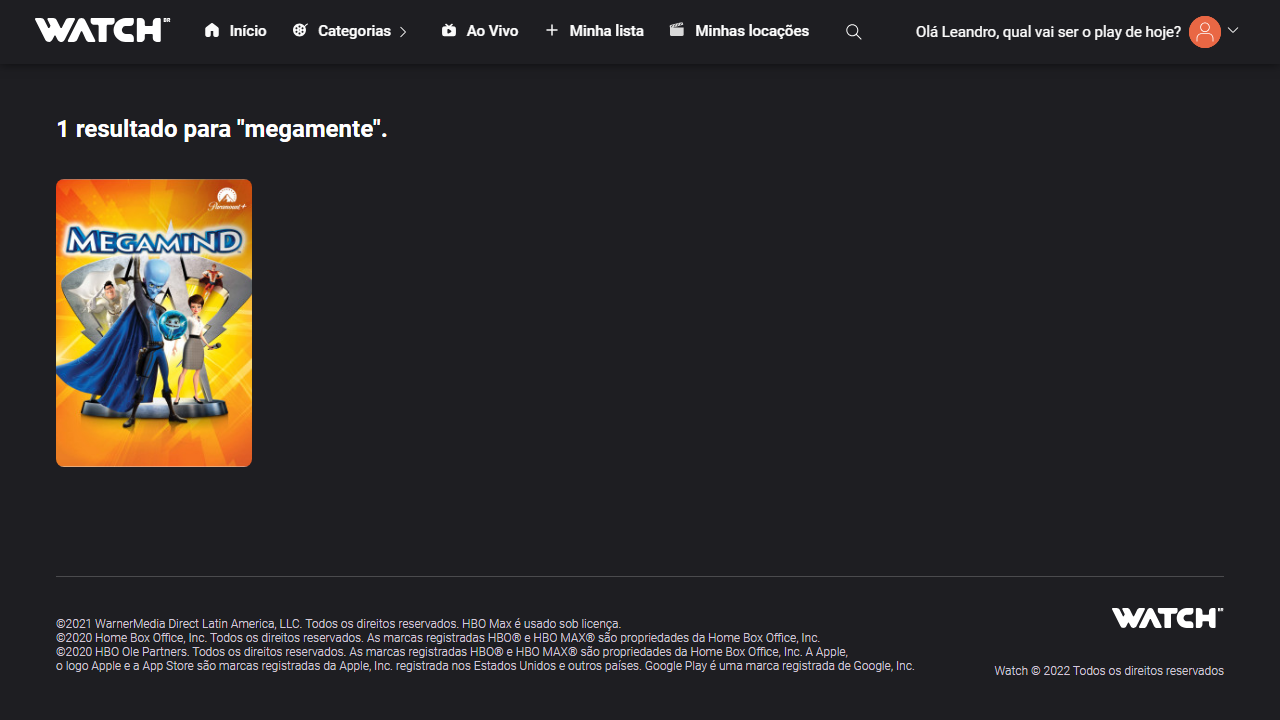 WATCH BR
Início
Categorias
Ao Vivo
Minha lista
Minhas locações
Olá Leandro, qual vai ser o play de hoje?
1 resultado para "megamente".
Paramount+
MEGAMIND
©2021 WarnerMedia Direct Latin America, LLC. Todos os direitos reservados. HBO Max é usado sob licença.
©2020 Home Box Office, Inc. Todos os direitos reservados. As marcas registradas HBO® e HBO MAX® são propriedades da Home Box Office, Inc.
©2020 HBO Ole Partners. Todos os direitos reservados. As marcas registradas HBO® e HBO MAX® são propriedades da Home Box Office, Inc. A Apple,
o logo Apple e a App Store são marcas registradas da Apple, Inc. registrada nos Estados Unidos e outros países. Google Play é uma marca registrada de Google, Inc.
WATCH BR
Watch © 2022 Todos os direitos reservados